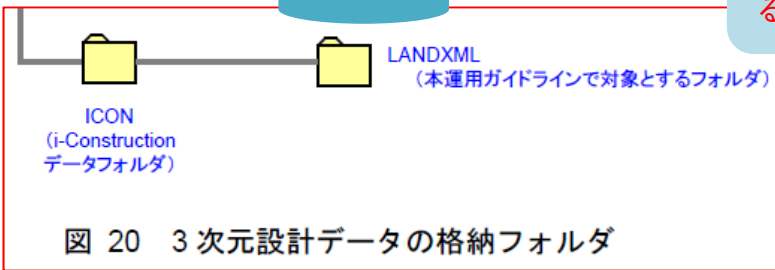 る
LANDXML
（本運用ガイドラインで対象とするフォルダ）
ICON
（i-Construction
データフォルダ）
図 20　3次元設計データの格納フォルダ